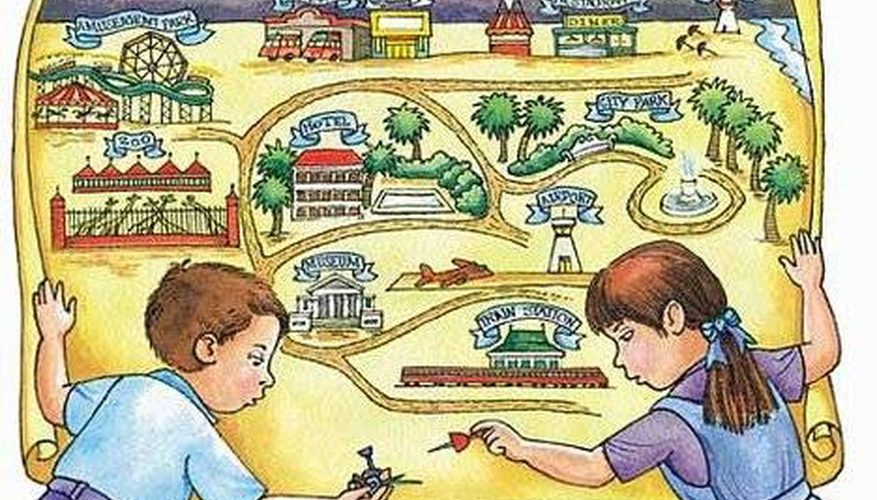 AMUSEMENT PARK
DINER
CITY PARK
HOTEL
ZOO
AIRPORT
MUSEUM
TRAIN STATION